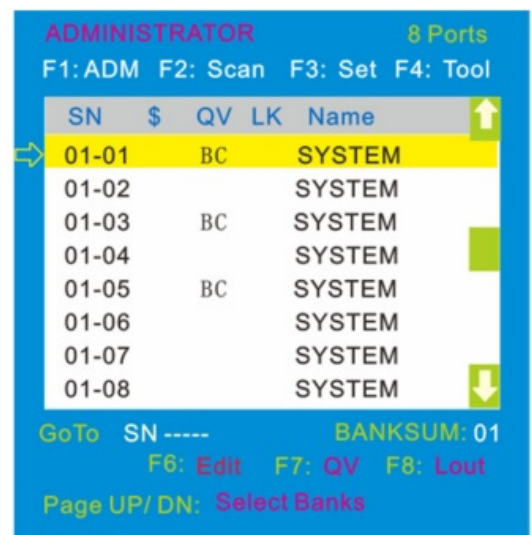 ADMINISTRATOR 8 Ports
F1: ADM F2: Scan F3: Set F4: Tool
SN $ QV LK Name
01-01 BC SYSTEM
01-02 SYSTEM
01-03 BC SYSTEM
01-04 SYSTEM
01-05 BC SYSTEM
01-06 SYSTEM
01-07 SYSTEM
01-08 SYSTEM
GoTo SN ----- BANKSUM: 01
F6: Edit F7: QV F8: Lout
Page UP/ DN: Select Banks